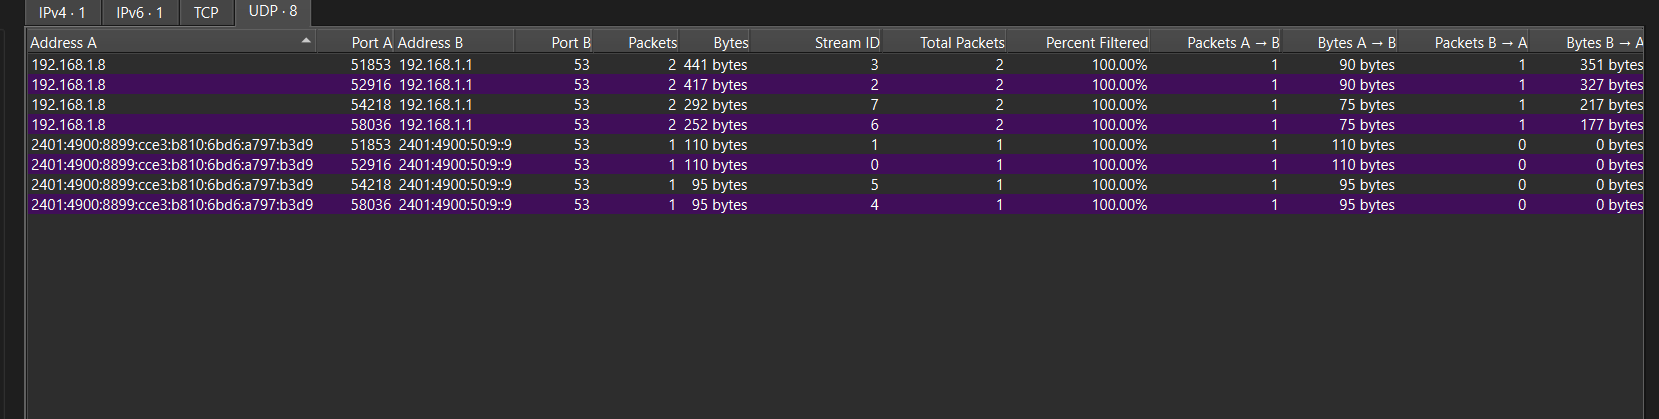 IPv4 · 1 IPv6 · 1 TCP UDP · 8
Address A Port A Address B Port B Packets Bytes Stream ID Total Packets Percent Filtered Packets A → B Bytes A → B Packets B → A Bytes B → A
192.168.1.8 51853 192.168.1.1 53 2 441 bytes 3 2 100.00% 1 90 bytes 1 351 bytes
192.168.1.8 52916 192.168.1.1 53 2 417 bytes 2 2 100.00% 1 90 bytes 1 327 bytes
192.168.1.8 54218 192.168.1.1 53 2 292 bytes 7 2 100.00% 1 75 bytes 1 217 bytes
192.168.1.8 58036 192.168.1.1 53 2 252 bytes 6 2 100.00% 1 75 bytes 1 177 bytes
2401:4900:8899:cce3:b810:6bd6:a797:b3d9 51853 2401:4900:50:9::9 53 1 110 bytes 1 1 100.00% 1 110 bytes 0 0 bytes
2401:4900:8899:cce3:b810:6bd6:a797:b3d9 52916 2401:4900:50:9::9 53 1 110 bytes 0 1 100.00% 1 110 bytes 0 0 bytes
2401:4900:8899:cce3:b810:6bd6:a797:b3d9 54218 2401:4900:50:9::9 53 1 95 bytes 5 1 100.00% 1 95 bytes 0 0 bytes
2401:4900:8899:cce3:b810:6bd6:a797:b3d9 58036 2401:4900:50:9::9 53 1 95 bytes 4 1 100.00% 1 95 bytes 0 0 bytes